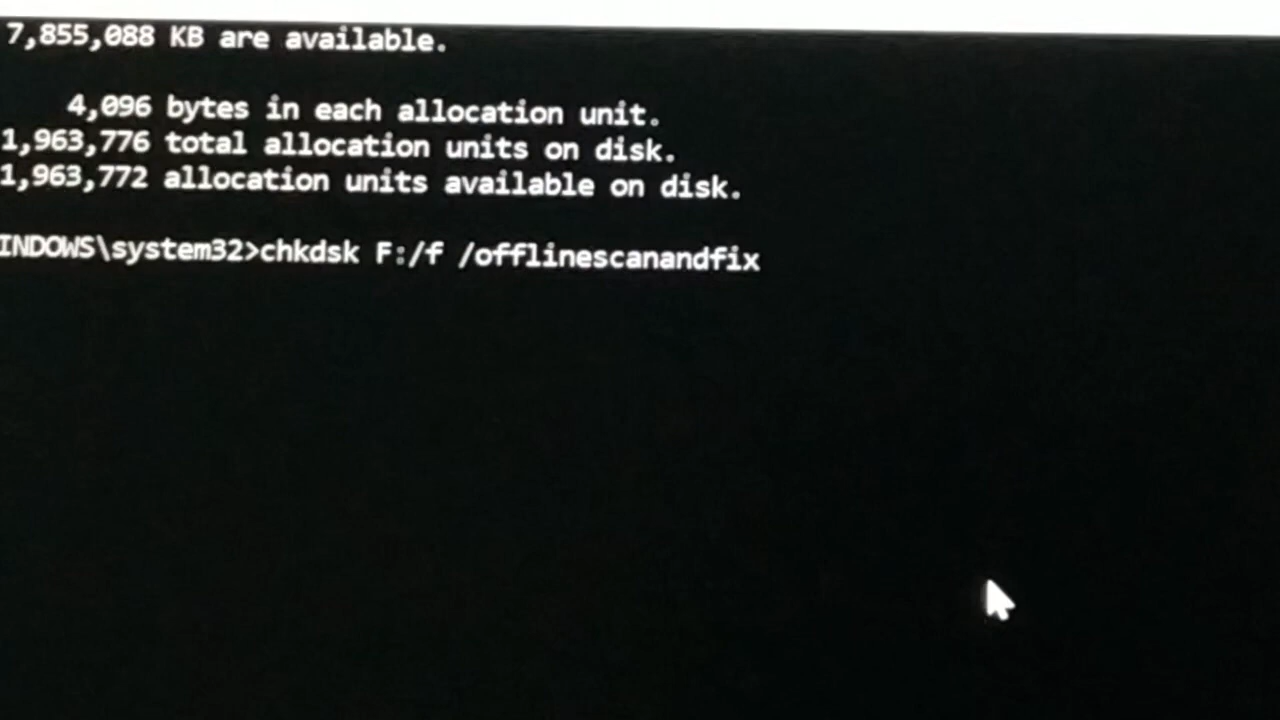 7,855,088 KB are available.
4,096 bytes in each allocation unit.
1,963,776 total allocation units on disk.
1,963,772 allocation units available on disk.
INDOWS\system32>chkdsk F:/f /offlinescanandfix